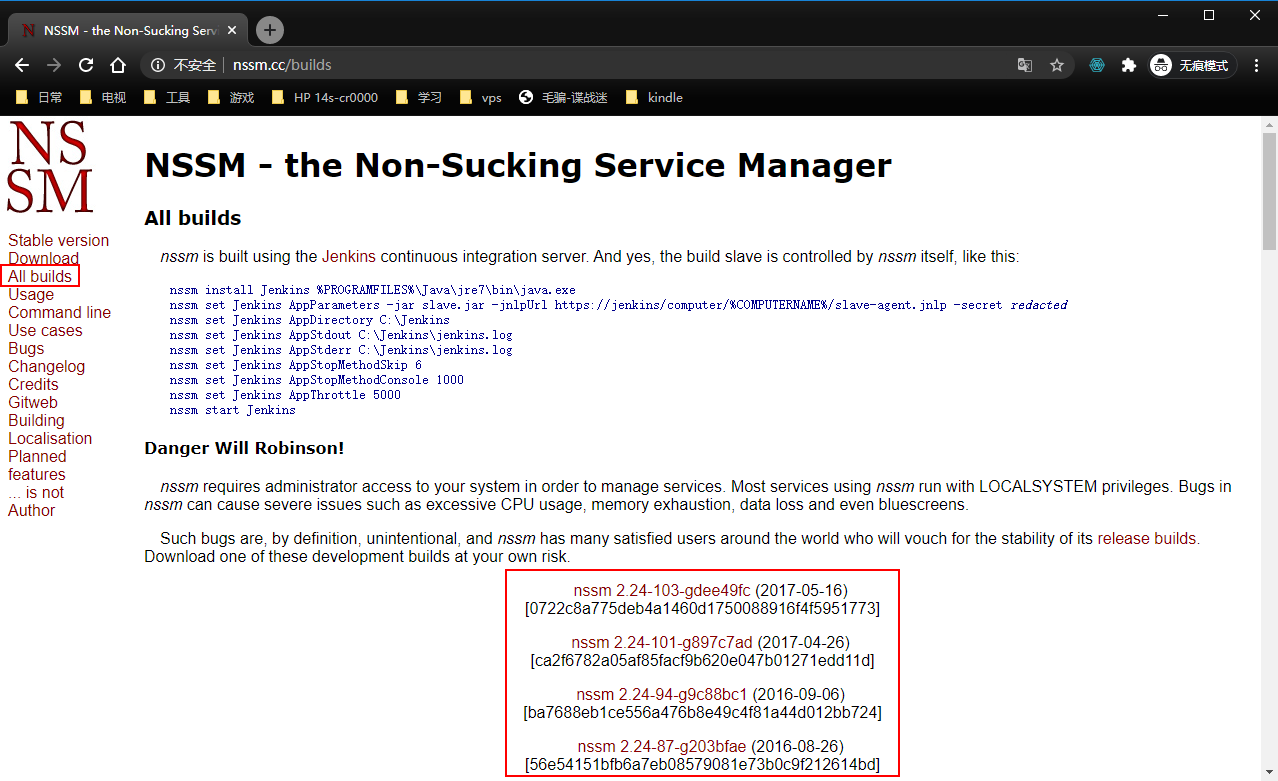 NSSM - the Non-Sucking Serv
不安全 nssm.cc/builds 无痕模式
日常 电视 工具 游戏 HP 14s-cr0000 学习 vps 毛骗-谍战迷 kindle
NS
SM
Stable version
Download
All builds
Usage
Command line
Use cases
Bugs
Changelog
Credits
Gitweb
Building
Localisation
Planned
features
... is not
Author
NSSM - the Non-Sucking Service Manager
All builds
nssm is built using the Jenkins continuous integration server. And yes, the build slave is controlled by nssm itself, like this:
nssm install Jenkins %PROGRAMFILES%\Java\jre7\bin\java.exe
nssm set Jenkins AppParameters -jar slave.jar -jnlpUrl https://jenkins/computer/%COMPUTERNAME%/slave-agent.jnlp -secret redacted
nssm set Jenkins AppDirectory C:\Jenkins
nssm set Jenkins AppStdout C:\Jenkins\jenkins.log
nssm set Jenkins AppStderr C:\Jenkins\jenkins.log
nssm set Jenkins AppStopMethodSkip 6
nssm set Jenkins AppStopMethodConsole 1000
nssm set Jenkins AppThrottle 5000
nssm start Jenkins
Danger Will Robinson!
nssm requires administrator access to your system in order to manage services. Most services using nssm run with LOCALSYSTEM privileges. Bugs in
nssm can cause severe issues such as excessive CPU usage, memory exhaustion, data loss and even bluescreens.
Such bugs are, by definition, unintentional, and nssm has many satisfied users around the world who will vouch for the stability of its release builds.
Download one of these development builds at your own risk.
nssm 2.24-103-gdee49fc (2017-05-16)
[0722c8a775deb4a1460d1750088916f4f5951773]
nssm 2.24-101-g897c7ad (2017-04-26)
[ca2f6782a05af85facf9b620e047b01271edd11d]
nssm 2.24-94-g9c88bc1 (2016-09-06)
[ba7688eb1ce556a476b8e49c4f81a44d012bb724]
nssm 2.24-87-g203bfae (2016-08-26)
[56e54151bfb6a7eb08579081e73b0c9f212614bd]